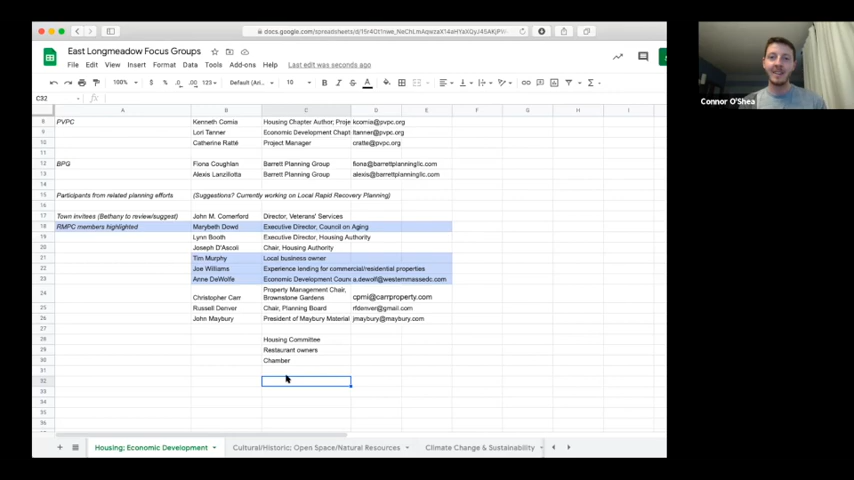 docs.google.com/spreadsheets/d/
East Longmeadow Focus Groups
File Edit View Insert Format Data Tools Add-ons Help Last edit was seconds ago
100% $ % .0 .00 123 Default (Ari... 10 B I S A
C32 fx
A B C D E F G H I
8 PVPC Kenneth Comia Housing Chapter Author; Proje kcomia@pvpc.org
9 Lori Tanner Economic Development Chapt ltanner@pvpc.org
10 Catherine Ratté Project Manager cratte@pvpc.org
11
12 BPG Fiona Coughlan Barrett Planning Group fiona@barrettplanningllc.com
13 Alexis Lanzillotta Barrett Planning Group alexis@barrettplanningllc.com
14
15 Participants from related planning efforts (Suggestions? Currently working on Local Rapid Recovery Planning)
16
17 Town invitees (Bethany to review/suggest) John M. Comerford Director, Veterans' Services
18 RMPC members highlighted Marybeth Dowd Executive Director, Council on Aging
19 Lynn Booth Executive Director, Housing Authority
20 Joseph D'Ascoli Chair, Housing Authority
21 Tim Murphy Local business owner
22 Joe Williams Experience lending for commercial/residential properties
23 Anne DeWolfe Economic Development Coun a.dewolf@westernmassedc.com
24 Christopher Carr Property Management Chair, Brownstone Gardens cpmi@carrproperty.com
25 Russell Denver Chair, Planning Board rfdenver@gmail.com
26 John Maybury President of Maybury Material jmaybury@maybury.com
27
28 Housing Committee
29 Restaurant owners
30 Chamber
31
32
33
34
35
36
Housing; Economic Development Cultural/Historic; Open Space/Natural Resources Climate Change & Sustainability
Connor O'Shea